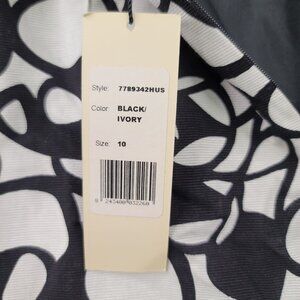 Style: 7789342HUS
Color: BLACK/
IVORY
Size: 10